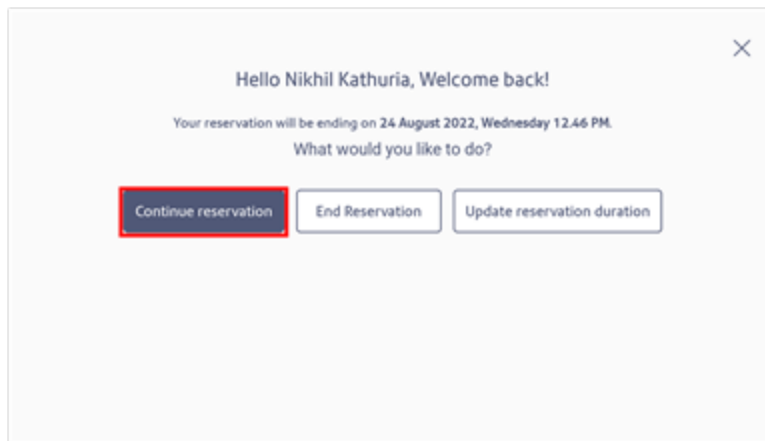 Hello Nikhil Kathuria, Welcome back!
Your reservation will be ending on 24 August 2022, Wednesday 12.46 PM.
What would you like to do?
Continue reservation
End Reservation
Update reservation duration